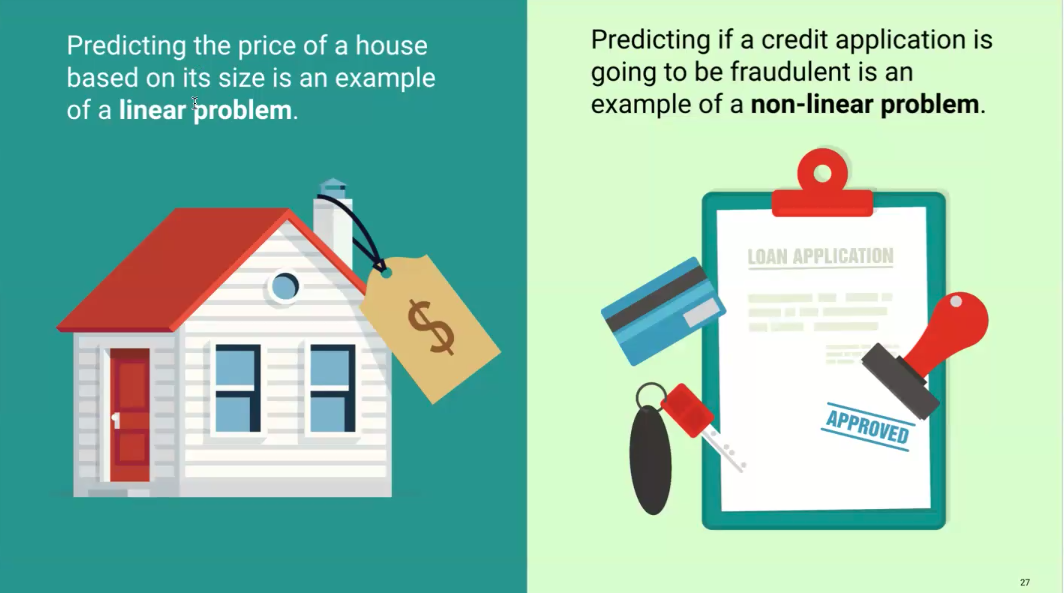 Predicting the price of a house
based on its size is an example
of a linear problem.
$
Predicting if a credit application is
going to be fraudulent is an
example of a non-linear problem.
LOAN APPLICATION
APPROVED
27